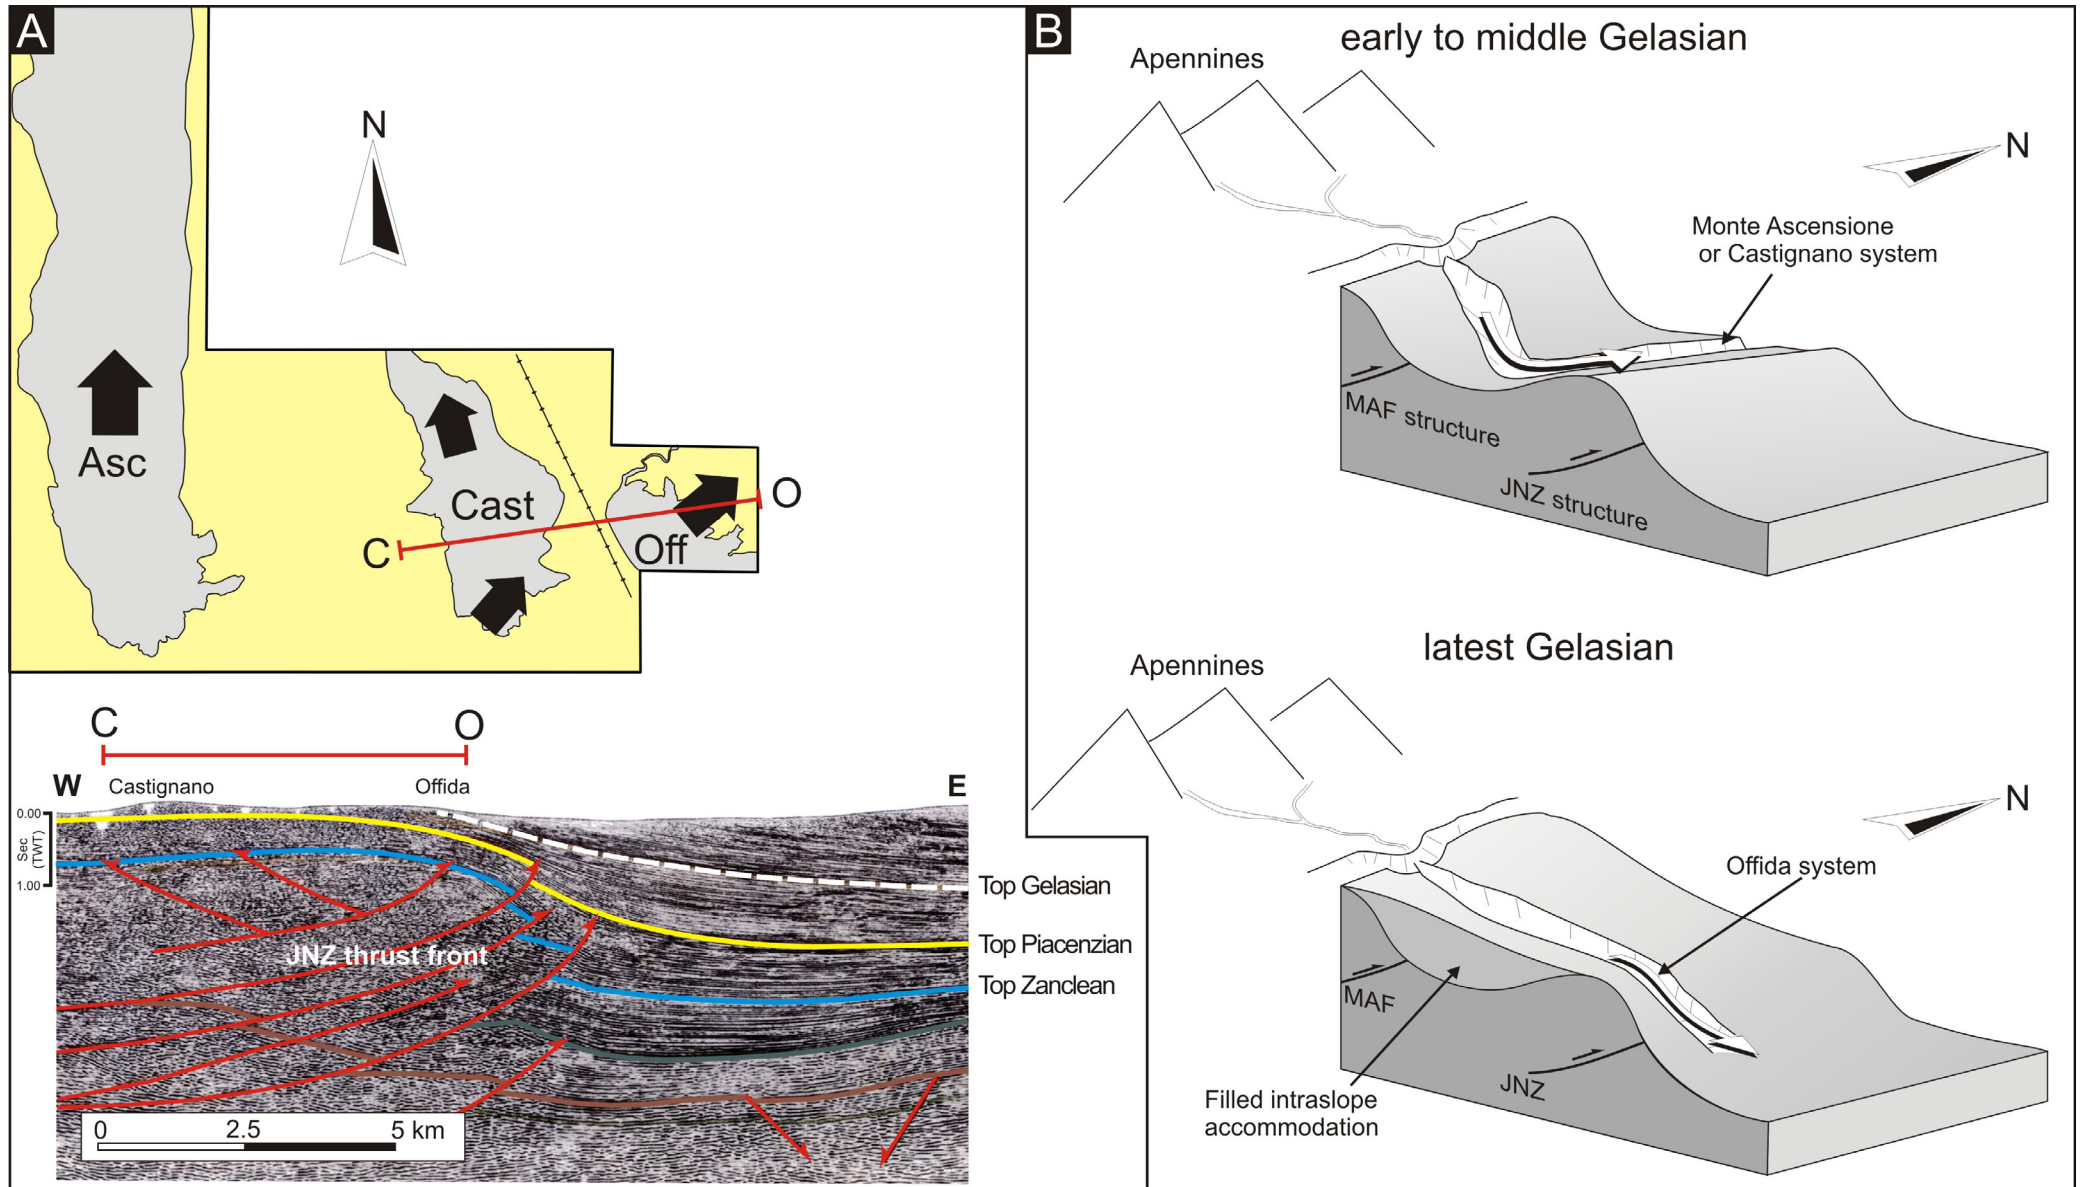 A
N
Asc
Cast
C
O
Off
C
O
W
Castignano
Offida
E
0.00
Sec
(TWT)
1.00
JNZ thrust front
Top Gelasian
Top Piacenzian
Top Zanclean
0
2.5
5 km
B
early to middle Gelasian
Apennines
N
Monte Ascensione
or Castignano system
MAF structure
JNZ structure
latest Gelasian
Apennines
N
Offida system
MAF
JNZ
Filled intraslope
accommodation